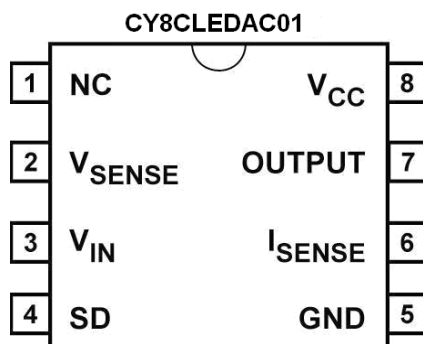 CY8CLEDAC01
1 NC VCC 8
2 VSENSE OUTPUT 7
3 VIN ISENSE 6
4 SD GND 5